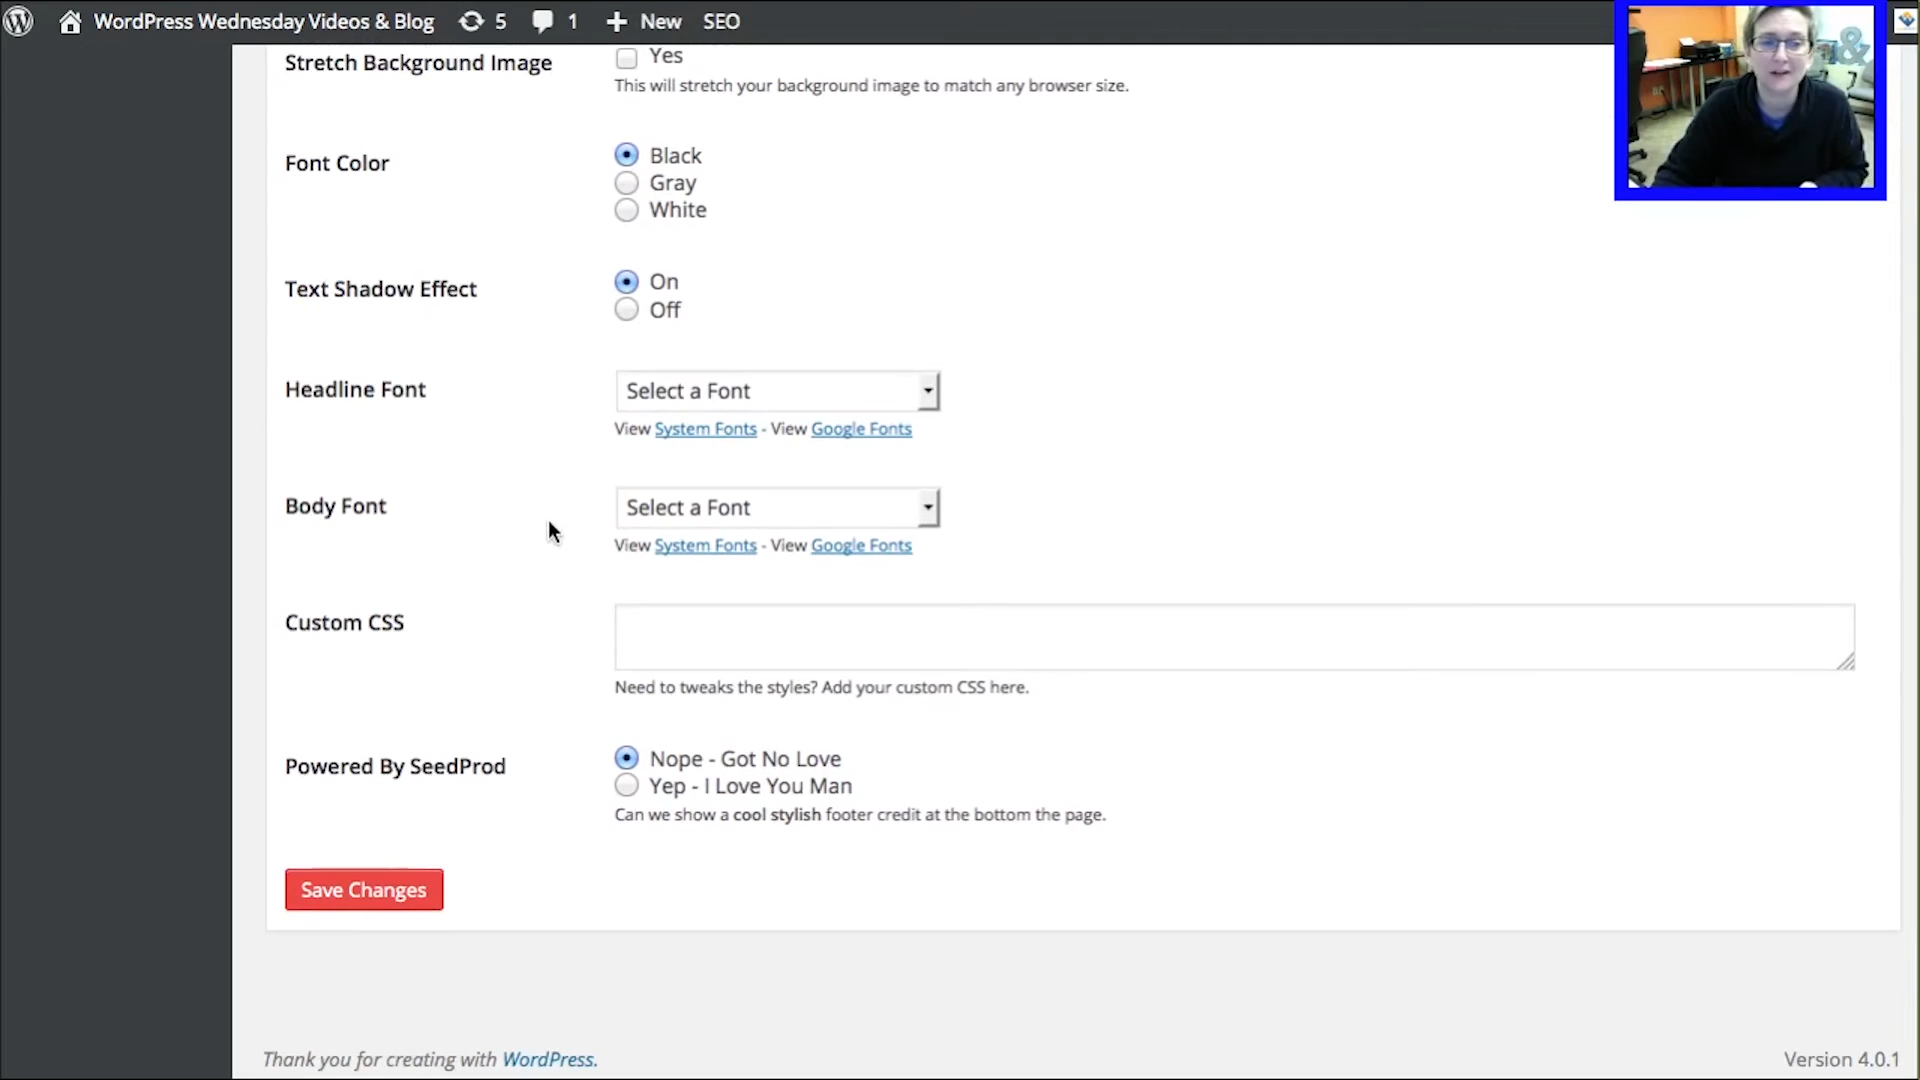 WordPress Wednesday Videos & Blog 5 1 + New SEO
Stretch Background Image
Yes
This will stretch your background image to match any browser size.
Font Color
Black
Gray
White
Text Shadow Effect
On
Off
Headline Font
Select a Font
View System Fonts - View Google Fonts
Body Font
Select a Font
View System Fonts - View Google Fonts
Custom CSS
Need to tweaks the styles? Add your custom CSS here.
Powered By SeedProd
Nope - Got No Love
Yep - I Love You Man
Can we show a cool stylish footer credit at the bottom the page.
Save Changes
Thank you for creating with WordPress.
Version 4.0.1
&